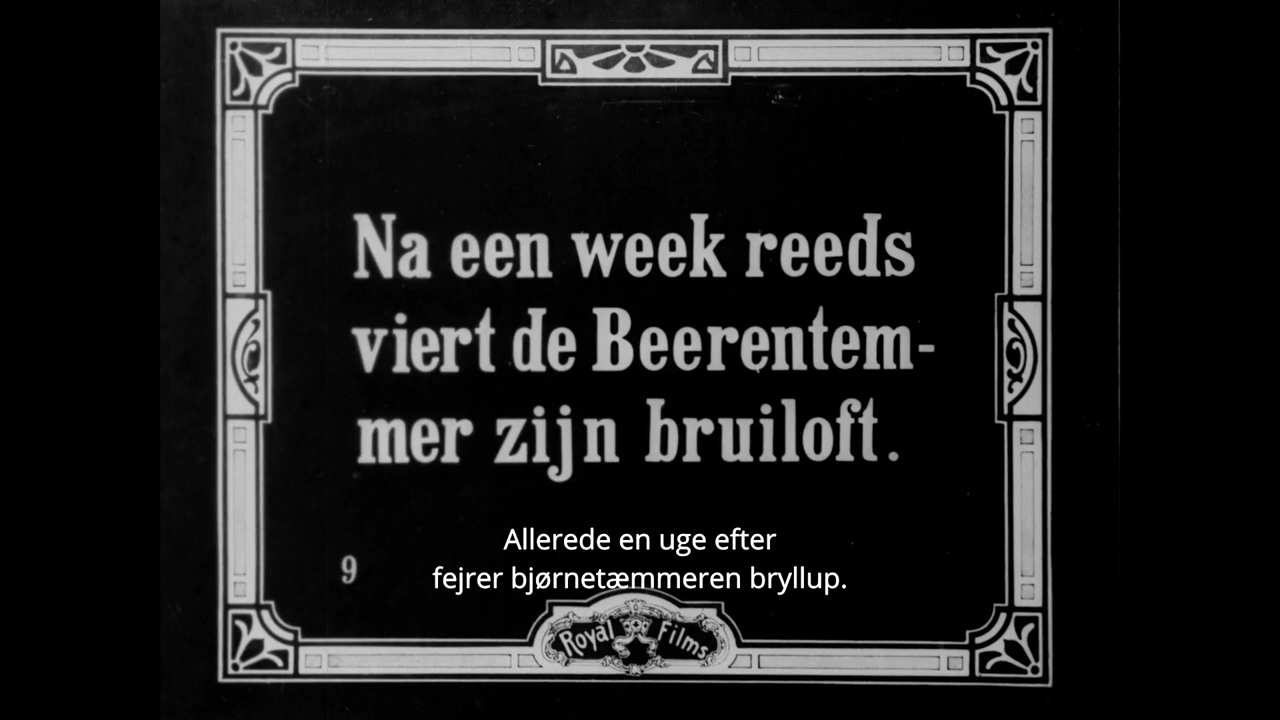 Na een week reeds
viert de Beerentem-
mer zijn bruiloft.
Allerede en uge efter
9
fejrer bjørnetæmmeren bryllup.
Royal Films